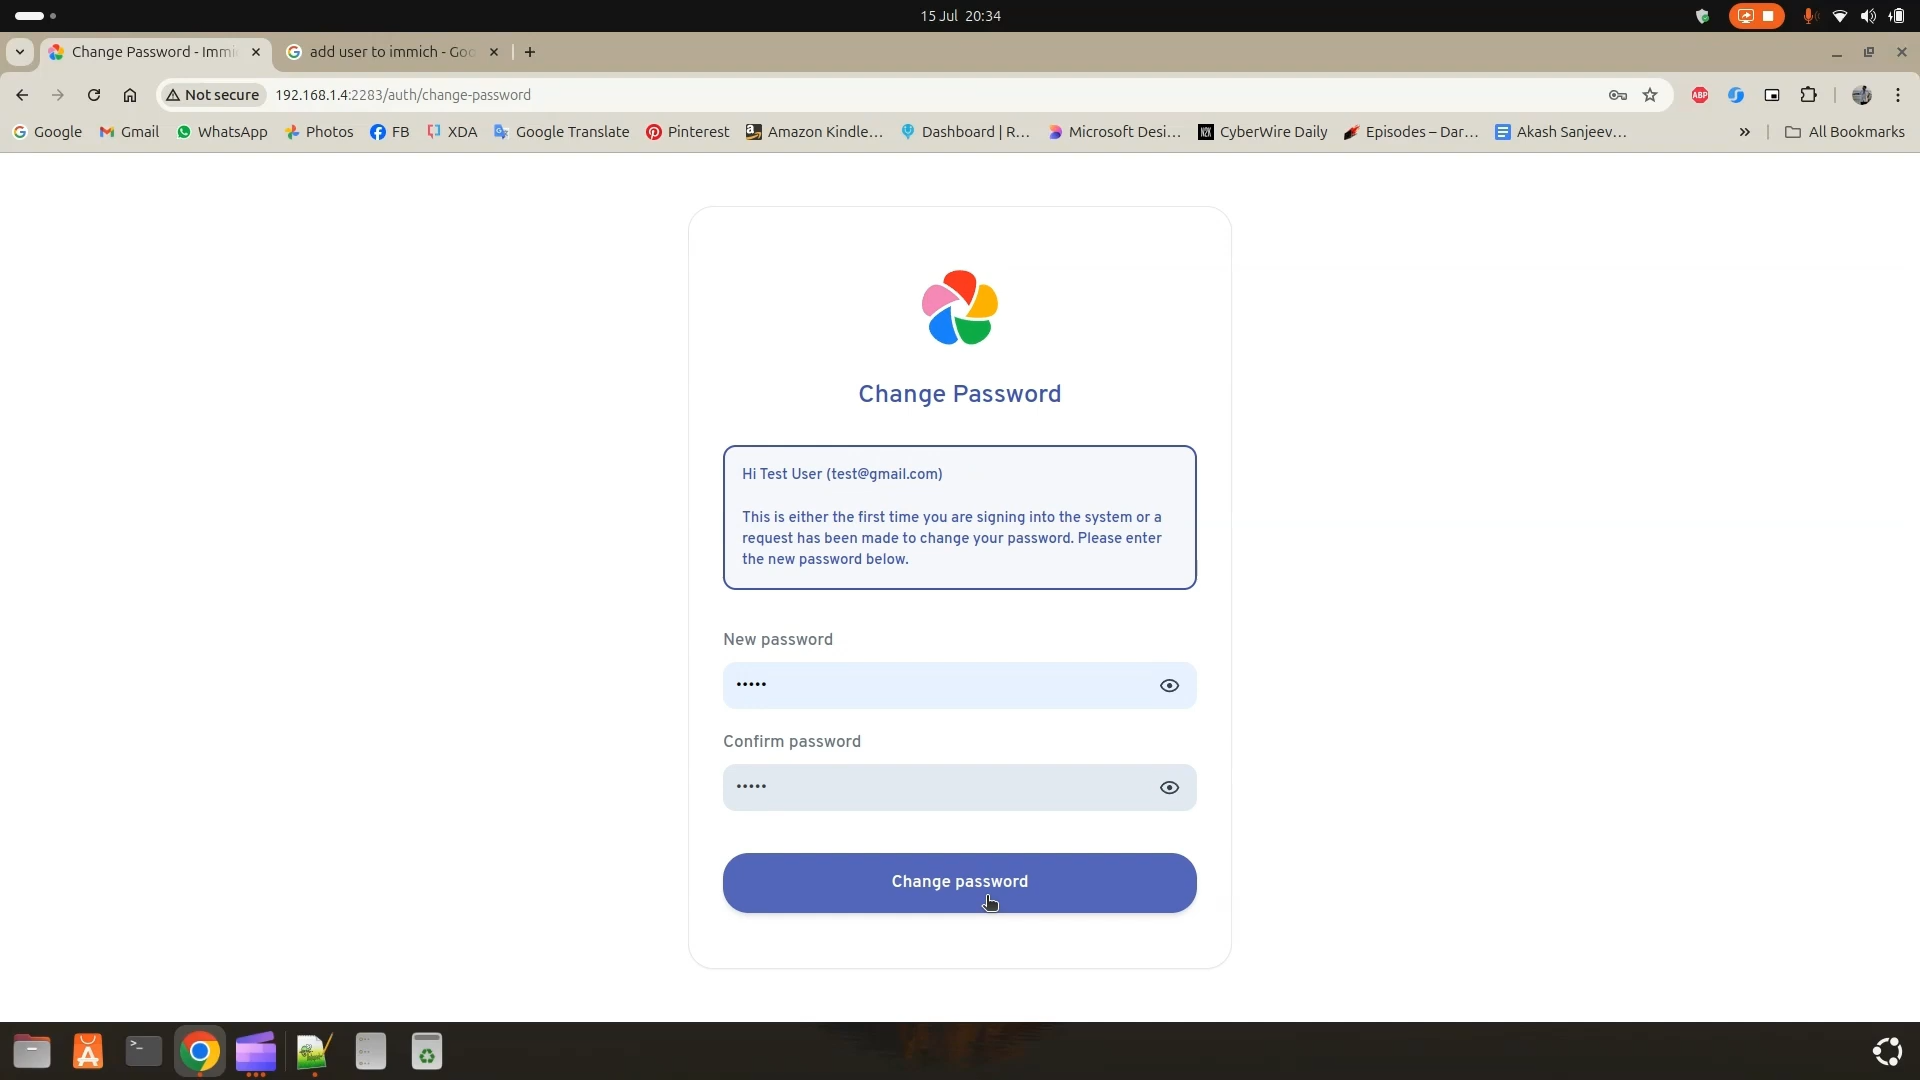 15 Jul 20:34
Change Password - Immi
add user to immich - Goo
Not secure
192.168.1.4:2283/auth/change-password
ABP
Google
Gmail
WhatsApp
Photos
FB
XDA
Google Translate
Pinterest
Amazon Kindle...
Dashboard | R...
Microsoft Desi...
N2K
CyberWire Daily
Episodes – Dar...
Akash Sanjeev...
»
All Bookmarks
Change Password
Hi Test User (test@gmail.com)
This is either the first time you are signing into the system or a
request has been made to change your password. Please enter
the new password below.
New password
•••••
Confirm password
•••••
Change password